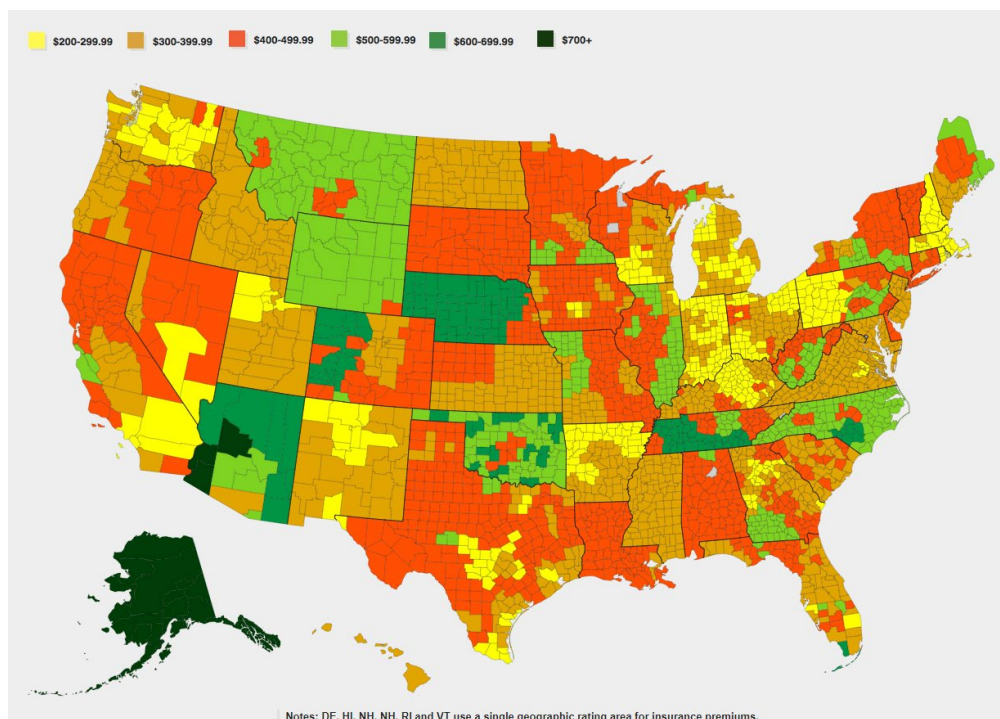 $200-299.99 $300-399.99 $400-499.99 $500-599.99 $600-699.99 $700+
Notes: DE, HI, NH, NH, RI and VT use a single geographic rating area for insurance premiums.